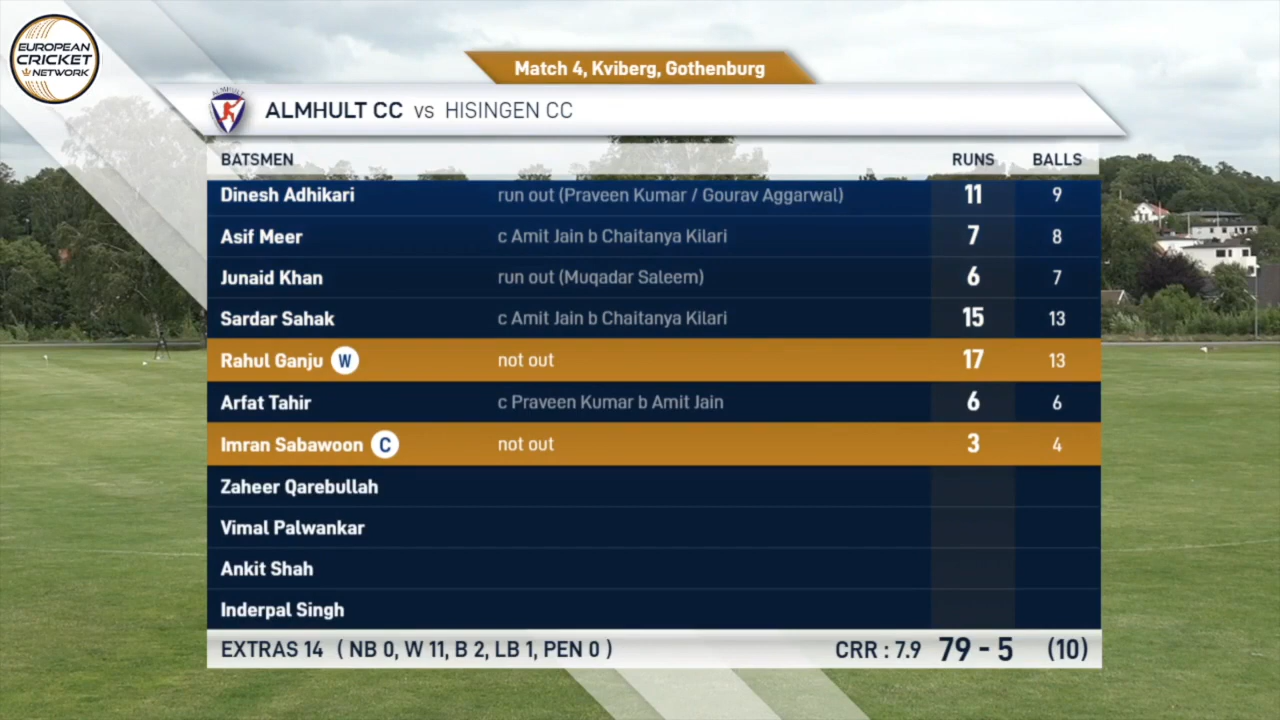 EUROPEAN
CRICKET
NETWORK
Match 4, Kviberg, Gothenburg
ALMHULT
ALMHULT CC vs HISINGEN CC
BATSMEN RUNS BALLS
Dinesh Adhikari run out (Praveen Kumar / Gourav Aggarwal) 11 9
Asif Meer c Amit Jain b Chaitanya Kilari 7 8
Junaid Khan run out (Muqadar Saleem) 6 7
Sardar Sahak c Amit Jain b Chaitanya Kilari 15 13
Rahul Ganju W not out 17 13
Arfat Tahir c Praveen Kumar b Amit Jain 6 6
Imran Sabawoon C not out 3 4
Zaheer Qarebullah
Vimal Palwankar
Ankit Shah
Inderpal Singh
EXTRAS 14 ( NB 0, W 11, B 2, LB 1, PEN 0 ) CRR : 7.9 79 - 5 (10)